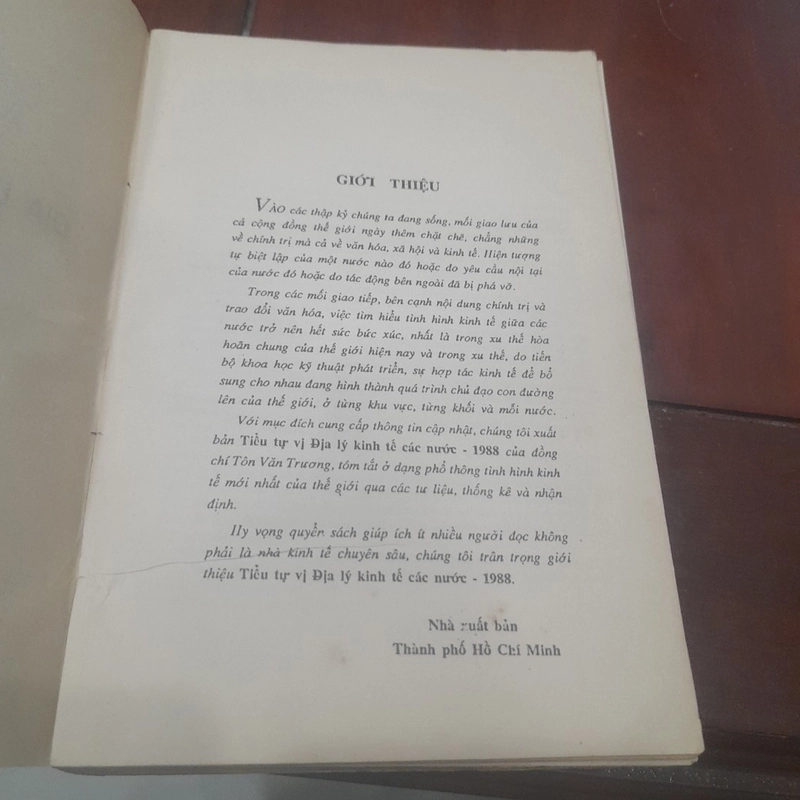 GIỚI THIỆU
VÀO các thập kỷ chúng ta đang sống, mối giao lưu của
cả cộng đồng thế giới ngày thêm chặt chẽ, chẳng những
về chính trị mà cả về văn hóa, xã hội và kinh tế. Hiện tượng
tự biệt lập của một nước nào đó hoặc do yêu cầu nội tại
của nước đó hoặc do tác động bên ngoài đã bị phá vỡ.
Trong các mối giao tiếp, bên cạnh nội dung chính trị và
trao đổi văn hóa, việc tìm hiểu tình hình kinh tế giữa các
nước trở nên hết sức bức xúc, nhất là trong xu thế hòa
hoãn chung của thế giới hiện nay và trong xu thế, do tiến
bộ khoa học kỹ thuật phát triển, sự hợp tác kinh tế để bổ
sung cho nhau đang hình thành quá trình chủ đạo con đường
lên của thế giới, ở từng khu vực, từng khối và mỗi nước.
Với mục đích cung cấp thông tin cập nhật, chúng tôi xuất
bản Tiểu tự vị Địa lý kinh tế các nước - 1988 của đồng
chí Tôn Văn Trương, tóm tắt ở dạng phổ thông tình hình kinh
tế mới nhất của thế giới qua các tư liệu, thống kê và nhận
định.
Hy vọng quyển sách giúp ích ít nhiều người đọc không
phải là nhà kinh tế chuyên sâu, chúng tôi trân trọng giới
thiệu Tiểu tự vị Địa lý kinh tế các nước - 1988.
Nhà xuất bản
Thành phố Hồ Chí Minh